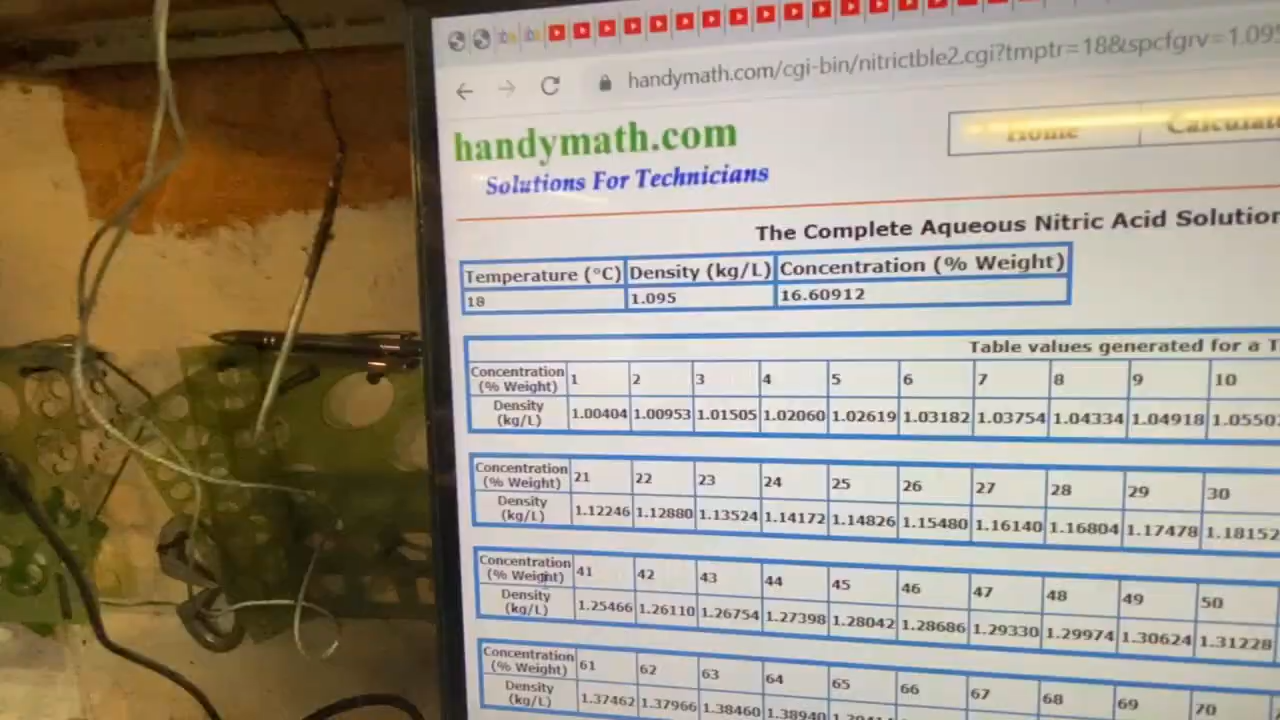 handymath.com/cgi-bin/nitrictble2.cgi?tmptr=18&spcfgrv=1.095
handymath.com
Home
Solutions For Technicians
The Complete Aqueous Nitric Acid Solution
Temperature (°C) Density (kg/L) Concentration (% Weight)
18 1.095 16.60912
Table values generated for a T
Concentration (% Weight) 1 2 3 4 5 6 7 8 9 10
Density (kg/L) 1.00404 1.00953 1.01505 1.02060 1.02619 1.03182 1.03754 1.04334 1.04918 1.0550
Concentration (% Weight) 21 22 23 24 25 26 27 28 29 30
Density (kg/L) 1.12246 1.12880 1.13524 1.14172 1.14826 1.15480 1.16140 1.16804 1.17478 1.18152
Concentration (% Weight) 41 42 43 44 45 46 47 48 49 50
Density (kg/L) 1.25466 1.26110 1.26754 1.27398 1.28042 1.28686 1.29330 1.29974 1.30624 1.31228
Concentration (% Weight) 61 62 63 64 65 66 67 68 69 70
Density (kg/L) 1.37462 1.37966 1.38460 1.38940